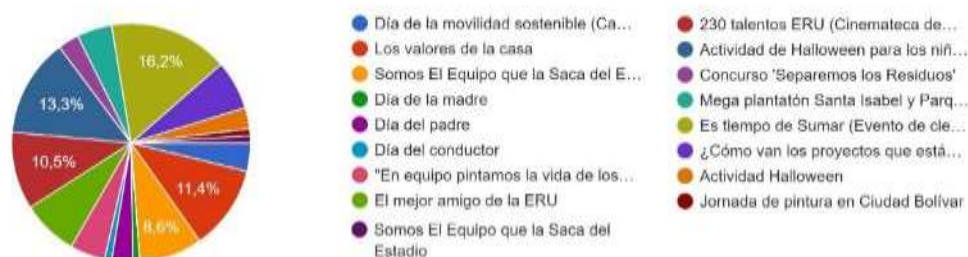 16,2%
13,3%
10,5%
11,4%
8,6%
Día de la movilidad sostenible (Ca…
Los valores de la casa
Somos El Equipo que la Saca del E…
Día de la madre
Día del padre
Día del conductor
"En equipo pintamos la vida de los…
El mejor amigo de la ERU
Somos El Equipo que la Saca del
Estadio
230 talentos ERU (Cinemateca de…
Actividad de Halloween para los niñ…
Concurso 'Separemos los Residuos'
Mega plantatón Santa Isabel y Parq…
Es tiempo de Sumar (Evento de cie…
¿Cómo van los proyectos que está…
Actividad Halloween
Jornada de pintura en Ciudad Bolívar